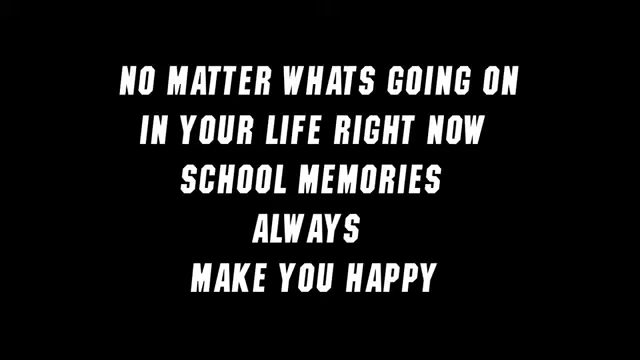 NO MATTER WHATS GOING ON
IN YOUR LIFE RIGHT NOW
SCHOOL MEMORIES
ALWAYS
MAKE YOU HAPPY